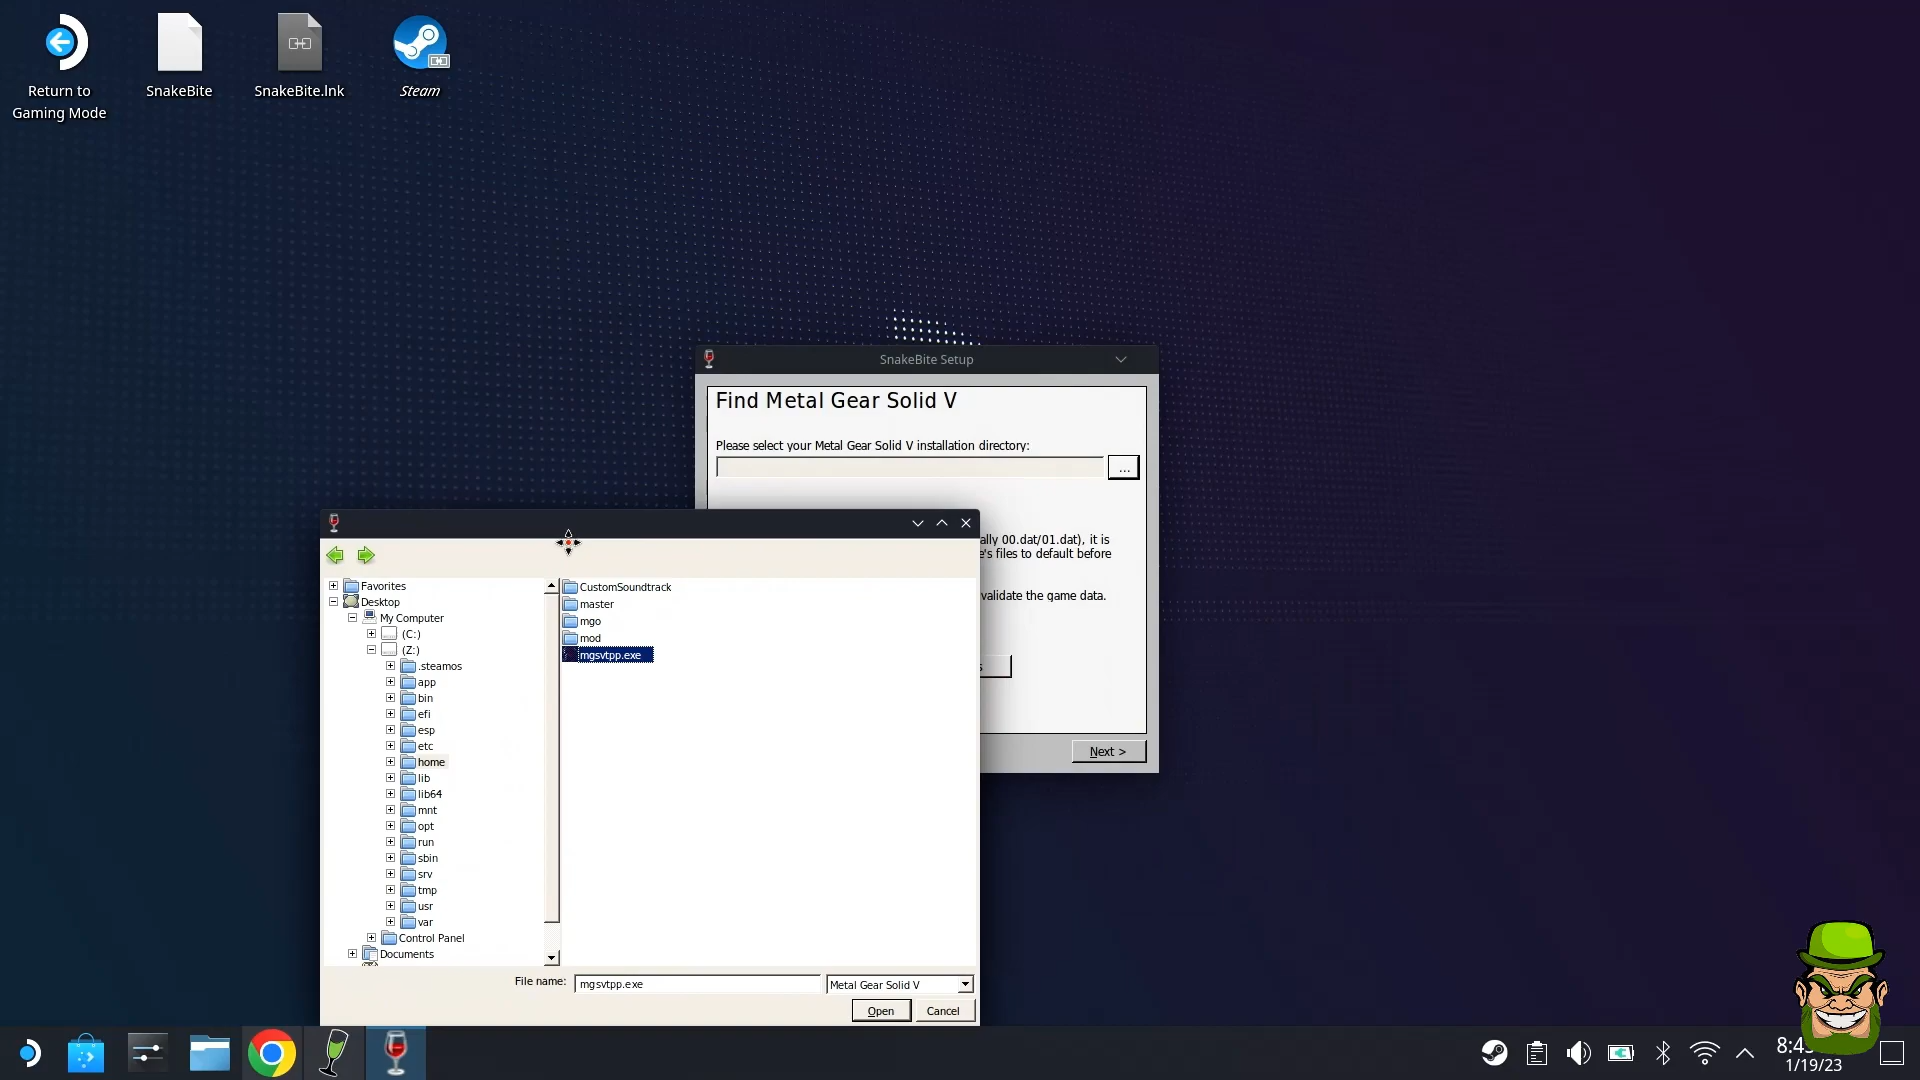 Return to
Gaming Mode
SnakeBite
SnakeBite.lnk
Steam
SnakeBite Setup
Find Metal Gear Solid V
Please select your Metal Gear Solid V installation directory:
...
ally 00.dat/01.dat), it is
e's files to default before
validate the game data.
s
Next >
Favorites
Desktop
My Computer
(C:)
(Z:)
.steamos
app
bin
efi
esp
etc
home
lib
lib64
mnt
opt
run
sbin
srv
tmp
usr
var
Control Panel
Documents
CustomSoundtrack
master
mgo
mod
mgsvtpp.exe
File name:
mgsvtpp.exe
Metal Gear Solid V
Open
Cancel
1/19/23